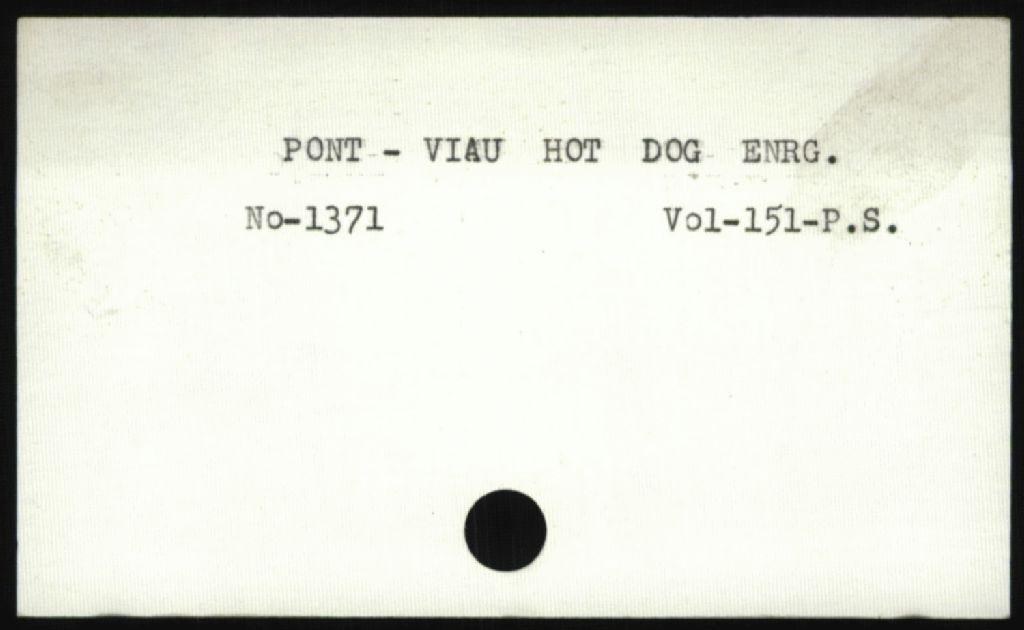 PONT - VIAU HOT DOG ENRG.
No-1371 Vol-151-P.S.